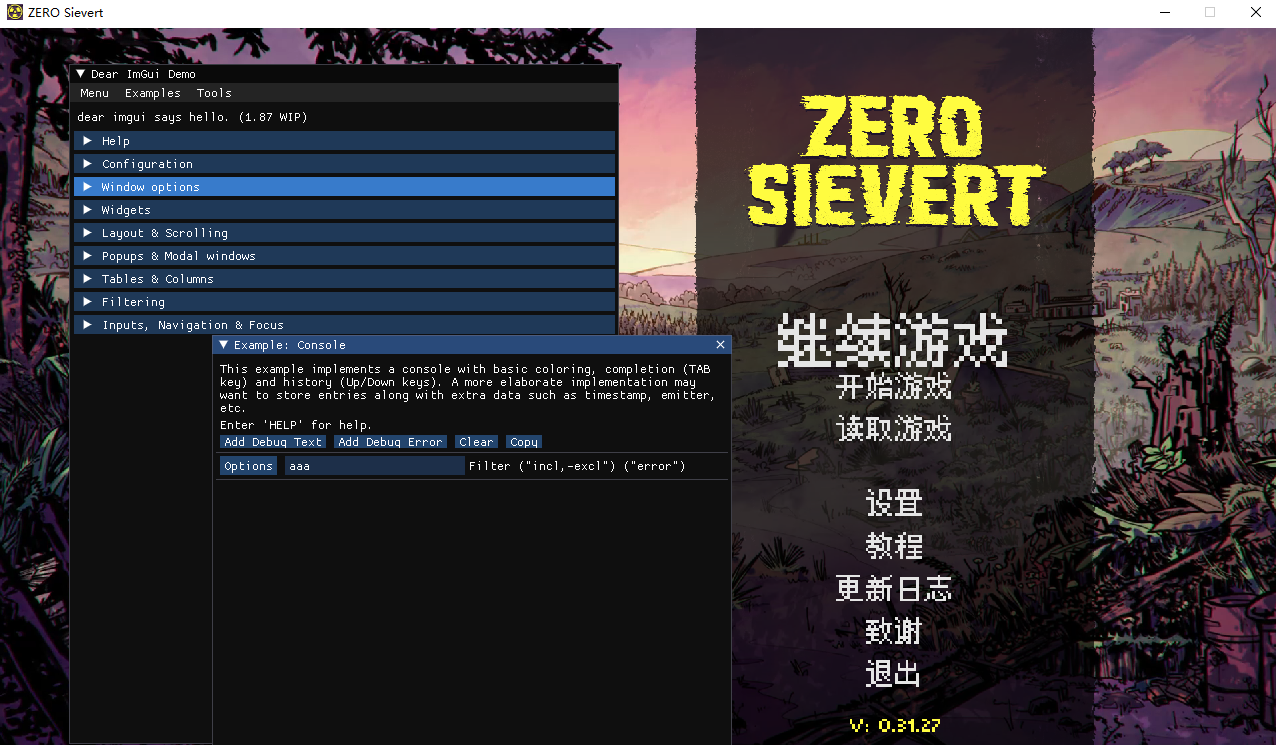 ZERO Sievert
Dear ImGui Demo
Menu Examples Tools
dear imgui says hello. (1.87 WIP)
Help
Configuration
Window options
Widgets
Layout & Scrolling
Popups & Modal windows
Tables & Columns
Filtering
Inputs, Navigation & Focus
Example: Console
This example implements a console with basic coloring, completion (TAB
key) and history (Up/Down keys). A more elaborate implementation may
want to store entries along with extra data such as timestamp, emitter,
etc.
Enter 'HELP' for help.
Add Debug Text Add Debug Error Clear Copy
Options aaa Filter ("incl,-excl") ("error")
ZERO
SIEVERT
继续游戏
开始游戏
读取游戏
设置
教程
更新日志
致谢
退出
V: 0.31.27